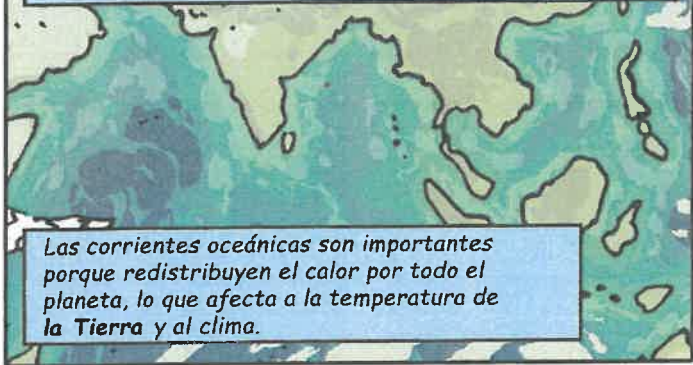 Las corrientes oceánicas son importantes
porque redistribuyen el calor por todo el
planeta, lo que afecta a la temperatura de
la Tierra y al clima.